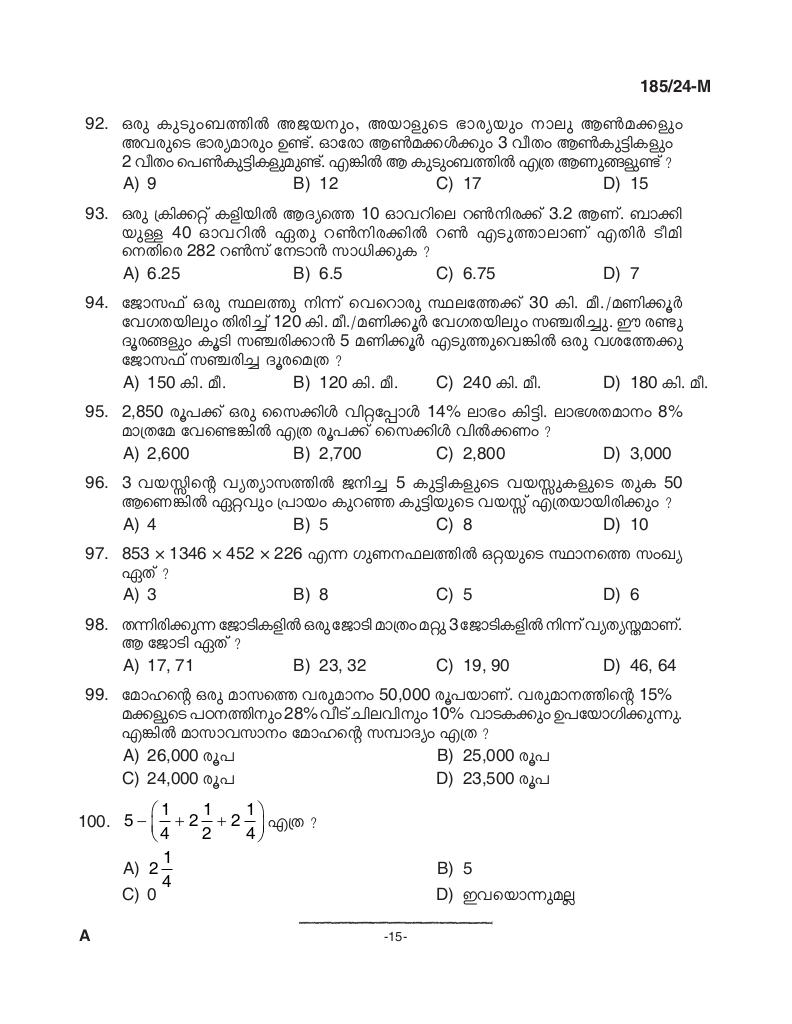 185/24-M
92. ഒരു കുടുംബത്തിൽ അജയനും, അയാളുടെ ഭാര്യയും നാലു ആൺമക്കളും
അവരുടെ ഭാര്യമാരും ഉണ്ട്. ഓരോ ആൺമക്കൾക്കും 3 വീതം ആൺകുട്ടികളും
2 വീതം പെൺകുട്ടികളുമുണ്ട്. എങ്കിൽ ആ കുടുംബത്തിൽ എത്ര ആണുങ്ങളുണ്ട് ?
A) 9 B) 12 C) 17 D) 15
93. ഒരു ക്രിക്കറ്റ് കളിയിൽ ആദ്യത്തെ 10 ഓവറിലെ റൺനിരക്ക് 3.2 ആണ്. ബാക്കി
യുള്ള 40 ഓവറിൽ ഏതു റൺനിരക്കിൽ റൺ എടുത്താലാണ് എതിർ ടീമി
നെതിരെ 282 റൺസ് നേടാൻ സാധിക്കുക ?
A) 6.25 B) 6.5 C) 6.75 D) 7
94. ജോസഫ് ഒരു സ്ഥലത്തു നിന്ന് വെറൊരു സ്ഥലത്തേക്ക് 30 കി. മീ./മണിക്കൂർ
വേഗതയിലും തിരിച്ച് 120 കി. മീ./മണിക്കൂർ വേഗതയിലും സഞ്ചരിച്ചു. ഈ രണ്ടു
ദൂരങ്ങളും കൂടി സഞ്ചരിക്കാൻ 5 മണിക്കൂർ എടുത്തുവെങ്കിൽ ഒരു വശത്തേക്കു
ജോസഫ് സഞ്ചരിച്ച ദൂരമെത്ര ?
A) 150 കി. മീ. B) 120 കി. മീ. C) 240 കി. മീ. D) 180 കി. മീ.
95. 2,850 രൂപക്ക് ഒരു സൈക്കിൾ വിറ്റപ്പോൾ 14% ലാഭം കിട്ടി. ലാഭശതമാനം 8%
മാത്രമേ വേണ്ടെങ്കിൽ എത്ര രൂപക്ക് സൈക്കിൾ വിൽക്കണം ?
A) 2,600 B) 2,700 C) 2,800 D) 3,000
96. 3 വയസ്സിന്റെ വ്യത്യാസത്തിൽ ജനിച്ച 5 കുട്ടികളുടെ വയസ്സുകളുടെ തുക 50
ആണെങ്കിൽ ഏറ്റവും പ്രായം കുറഞ്ഞ കുട്ടിയുടെ വയസ്സ് എത്രയായിരിക്കും ?
A) 4 B) 5 C) 8 D) 10
97. 853 × 1346 × 452 × 226 എന്ന ഗുണനഫലത്തിൽ ഒറ്റയുടെ സ്ഥാനത്തെ സംഖ്യ
ഏത് ?
A) 3 B) 8 C) 5 D) 6
98. തന്നിരിക്കുന്ന ജോടികളിൽ ഒരു ജോടി മാത്രം മറ്റു 3 ജോടികളിൽ നിന്ന് വ്യത്യസ്തമാണ്.
ആ ജോടി ഏത് ?
A) 17, 71 B) 23, 32 C) 19, 90 D) 46, 64
99. മോഹന്റെ ഒരു മാസത്തെ വരുമാനം 50,000 രൂപയാണ്. വരുമാനത്തിന്റെ 15%
മക്കളുടെ പഠനത്തിനും 28% വീട് ചിലവിനും 10% വാടകക്കും ഉപയോഗിക്കുന്നു.
എങ്കിൽ മാസാവസാനം മോഹന്റെ സമ്പാദ്യം എത്ര ?
A) 26,000 രൂപ B) 25,000 രൂപ
C) 24,000 രൂപ D) 23,500 രൂപ
100. 5 − (1/4 + 2 1/2 + 2 1/4) എത്ര ?
A) 2 1/4 B) 5
C) 0 D) ഇവയൊന്നുമല്ല
A -15-